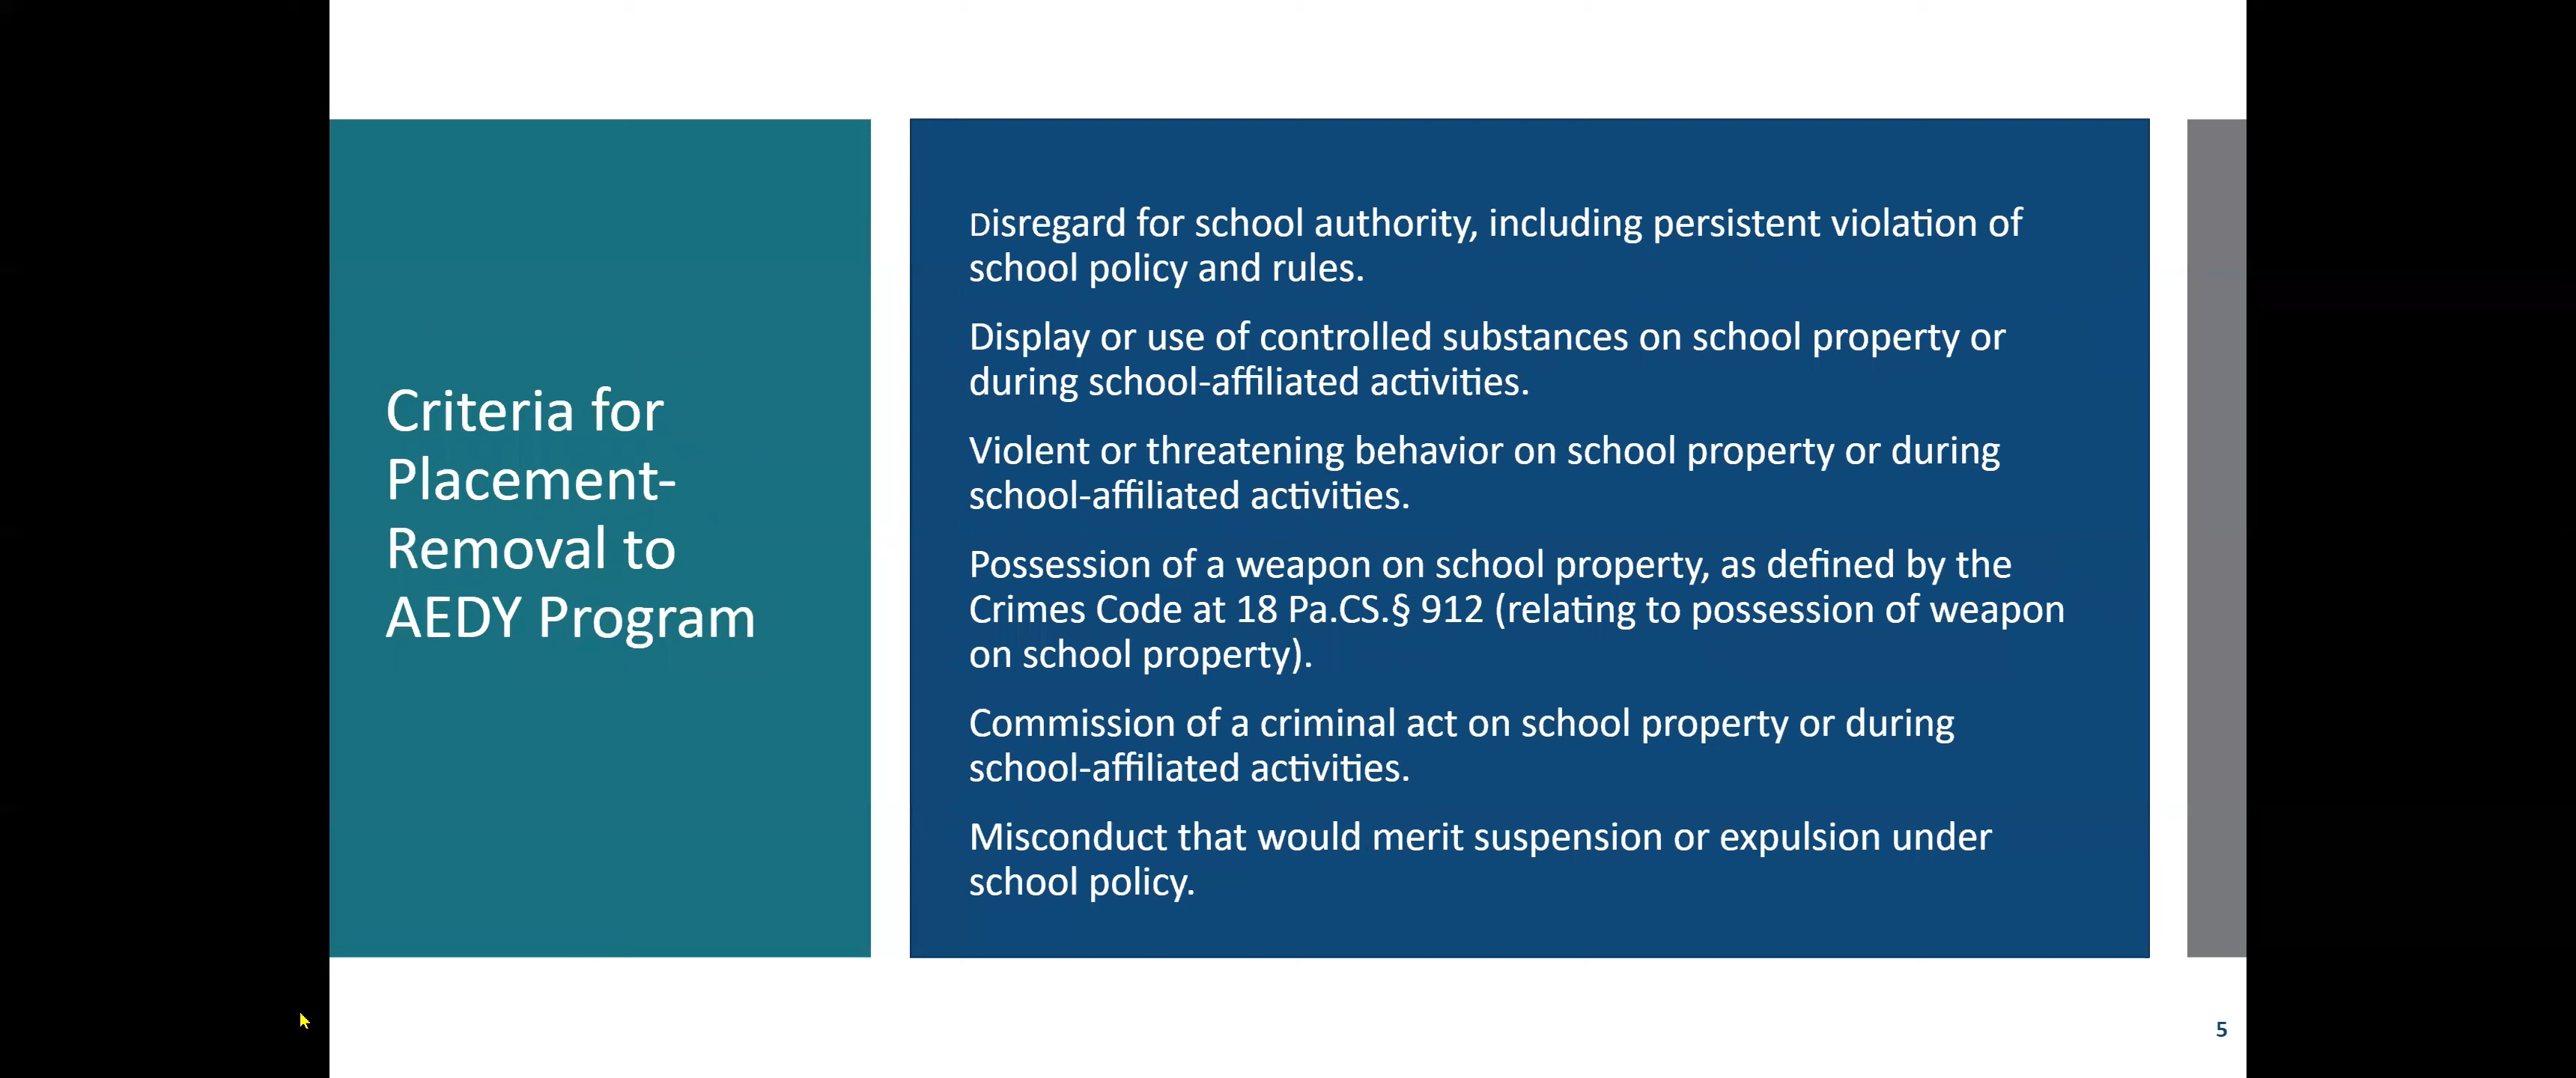 Criteria for
Placement-
Removal to
AEDY Program
Disregard for school authority, including persistent violation of
school policy and rules.
Display or use of controlled substances on school property or
during school-affiliated activities.
Violent or threatening behavior on school property or during
school-affiliated activities.
Possession of a weapon on school property, as defined by the
Crimes Code at 18 Pa.CS.§ 912 (relating to possession of weapon
on school property).
Commission of a criminal act on school property or during
school-affiliated activities.
Misconduct that would merit suspension or expulsion under
school policy.
5